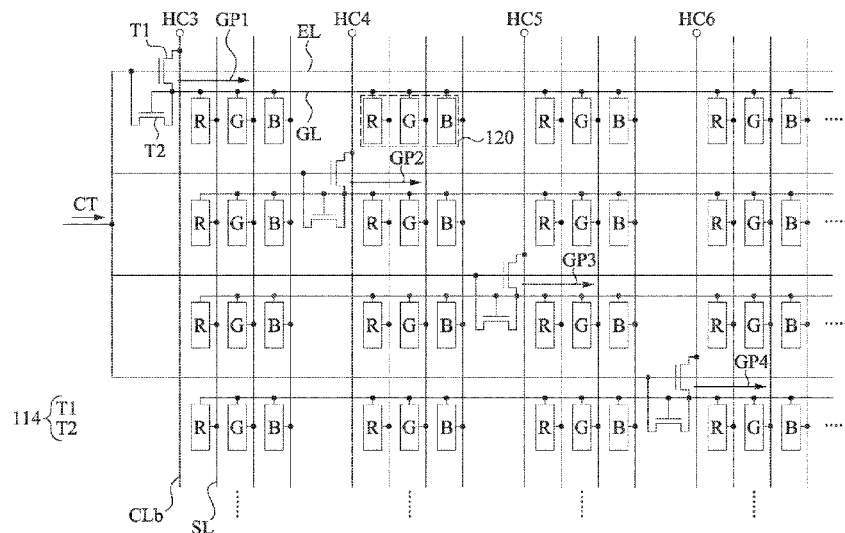 HC3 HC4 HC5 HC6
T1 GP1 EL
R G B R G B R G B R G B ....
T2 GL 120
GP2
CT
R G B R G B R G B R G B ....
GP3
R G B R G B R G B R G B ....
GP4
114 { T1
T2
R G B R G B R G B R G B ....
CLb SL